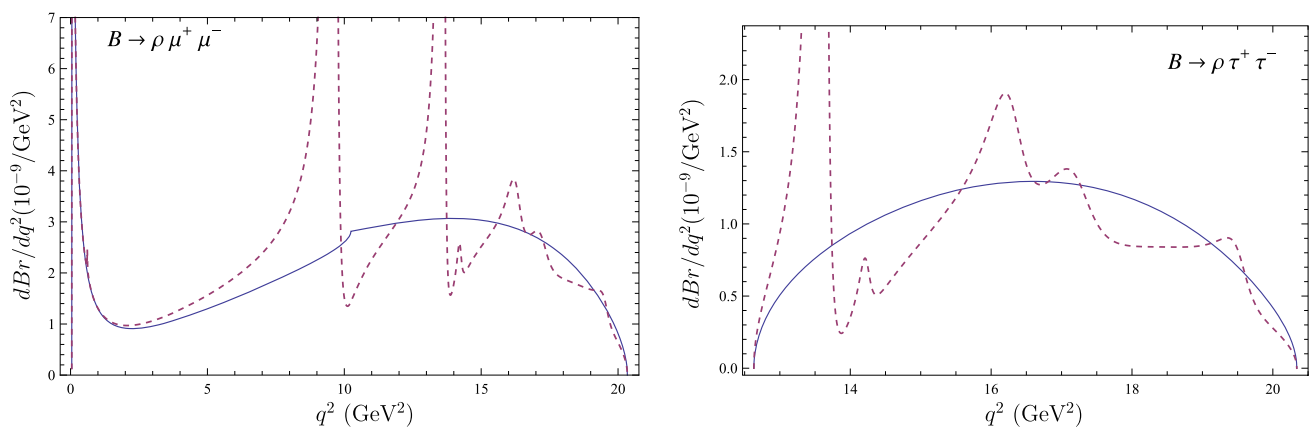 B → ρ μ⁺ μ⁻
dBr/dq²(10⁻⁹/GeV²)
7
6
5
4
3
2
1
0
0 5 10 15 20
q² (GeV²)
B → ρ τ⁺ τ⁻
dBr/dq²(10⁻⁹/GeV²)
2.0
1.5
1.0
0.5
0.0
14 16 18 20
q² (GeV²)